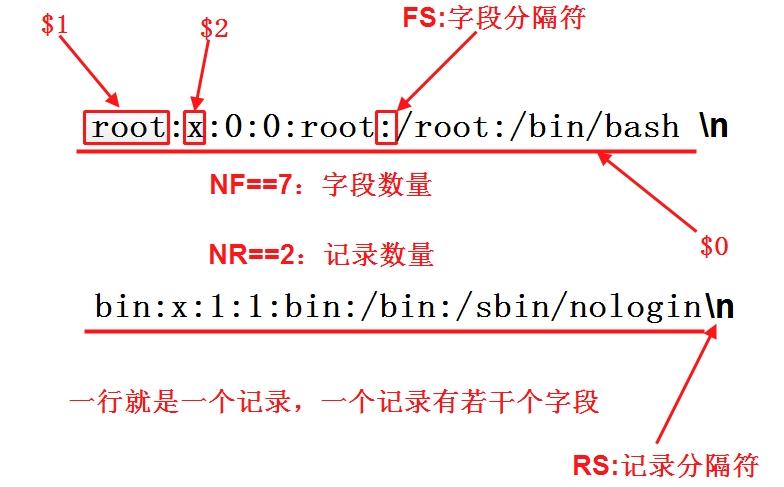 $1
$2
FS:字段分隔符
root:x:0:0:root:/root:/bin/bash \n
NF==7：字段数量
$0
NR==2：记录数量
bin:x:1:1:bin:/bin:/sbin/nologin\n
一行就是一个记录，一个记录有若干个字段
RS:记录分隔符